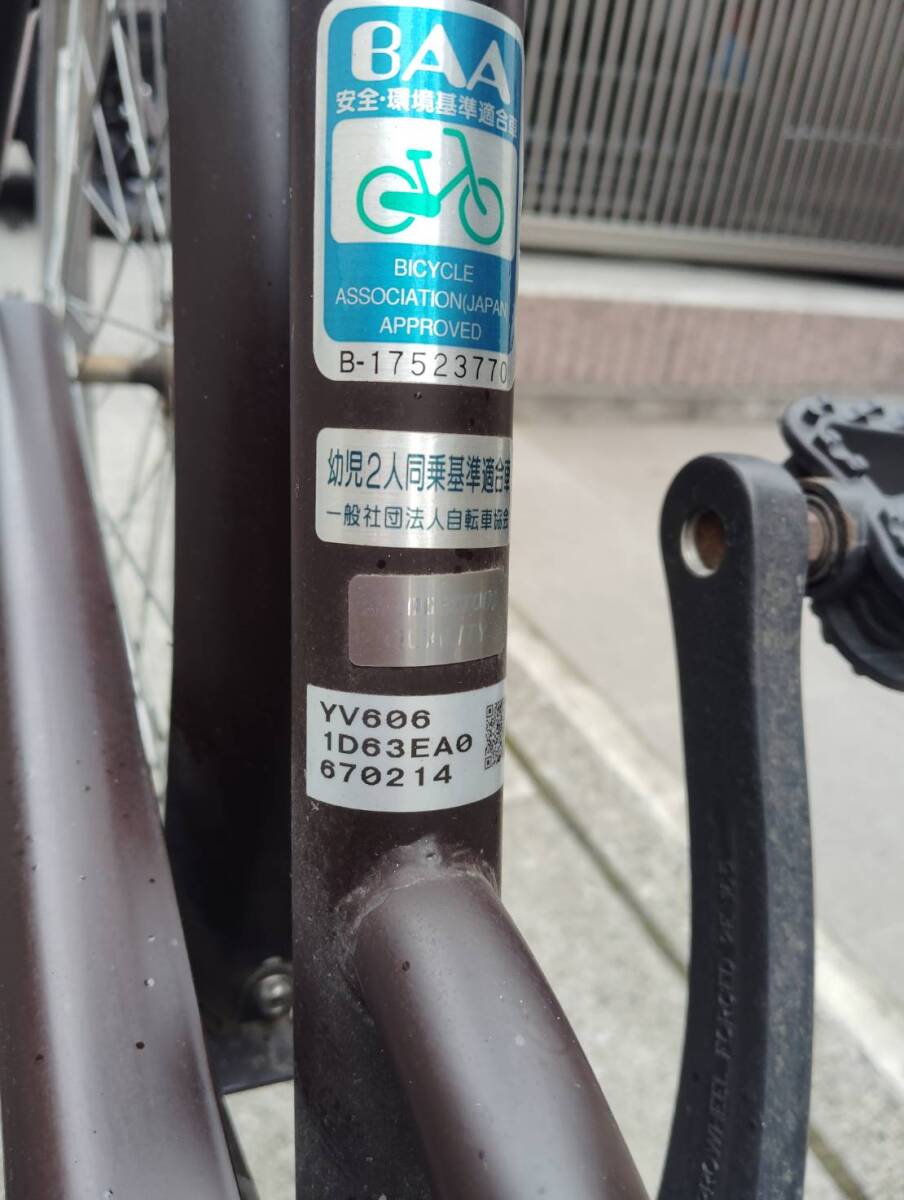 BAA
安全・環境基準適合車
BICYCLE
ASSOCIATION(JAPAN)
APPROVED
B-17523770
幼児2人同乗基準適合車
一般社団法人自転車協会
YV606
1D63EA0
670214